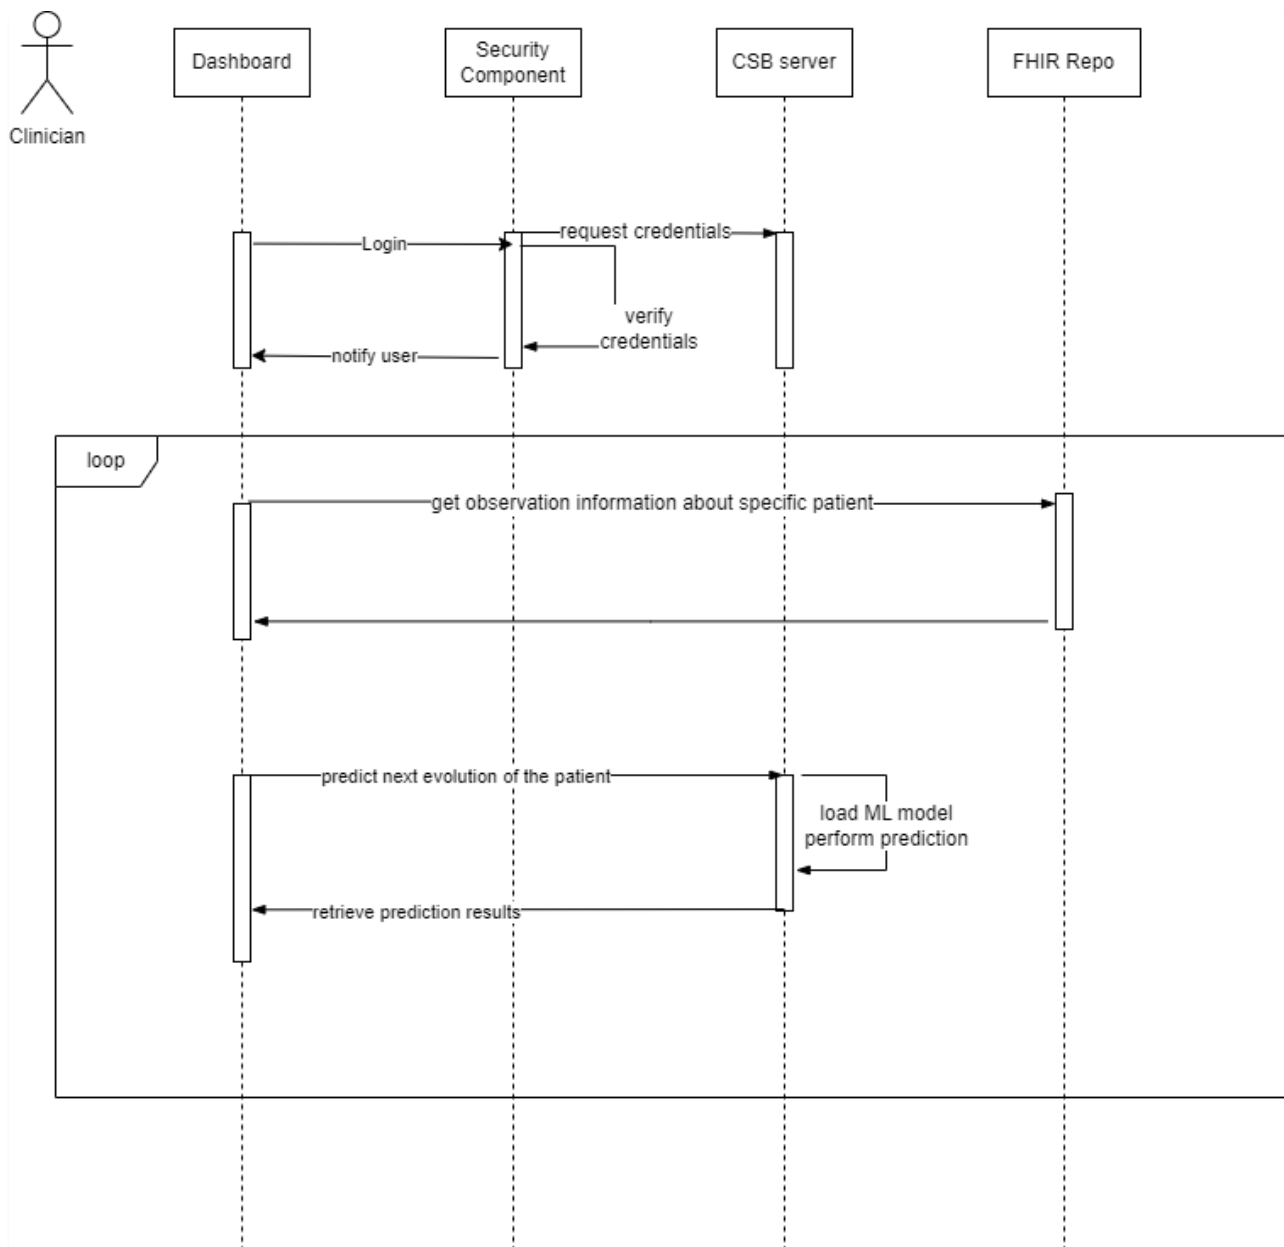 Clinician
Dashboard
Security
Component
CSB server
FHIR Repo
Login
request credentials
verify
credentials
notify user
loop
get observation information about specific patient
predict next evolution of the patient
load ML model
perform prediction
retrieve prediction results